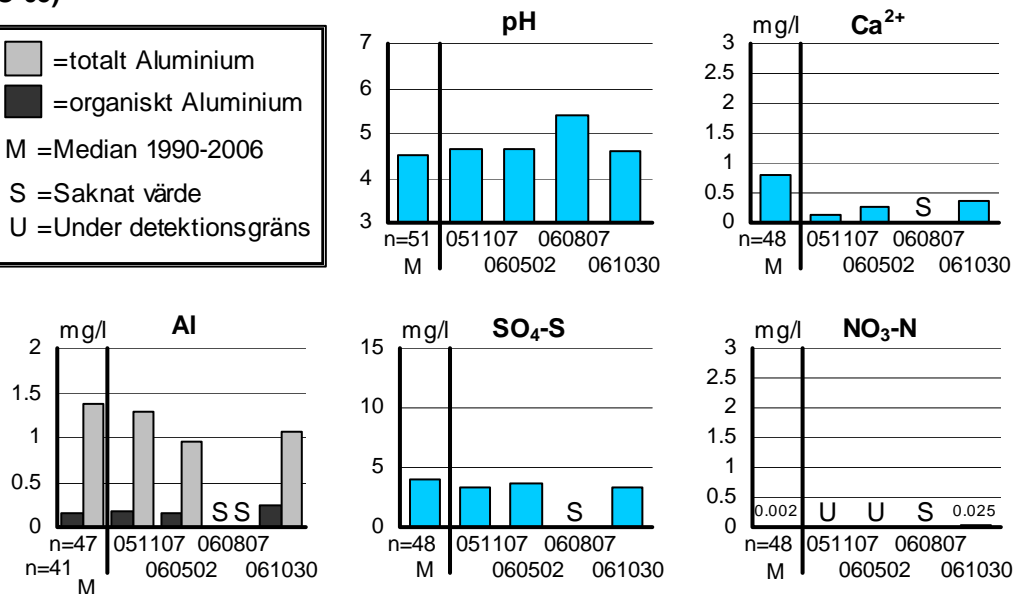 =totalt Aluminium
=organiskt Aluminium
M =Median 1990-2006
S =Saknat värde
U =Under detektionsgräns
pH
7
6
5
4
3
n=51 051107 060807
M 060502 061030
mg/l Ca²⁺
3
2.5
2
1.5
1
0.5
0
S
n=48 051107 060807
M 060502 061030
mg/l Al
2
1.5
1
0.5
0
S S
n=47 051107 060807
n=41 060502 061030
M
mg/l SO₄-S
15
10
5
0
S
n=48 051107 060807
M 060502 061030
mg/l NO₃-N
3
2.5
2
1.5
1
0.5
0
0.002 U U S 0.025
n=48 051107 060807
M 060502 061030